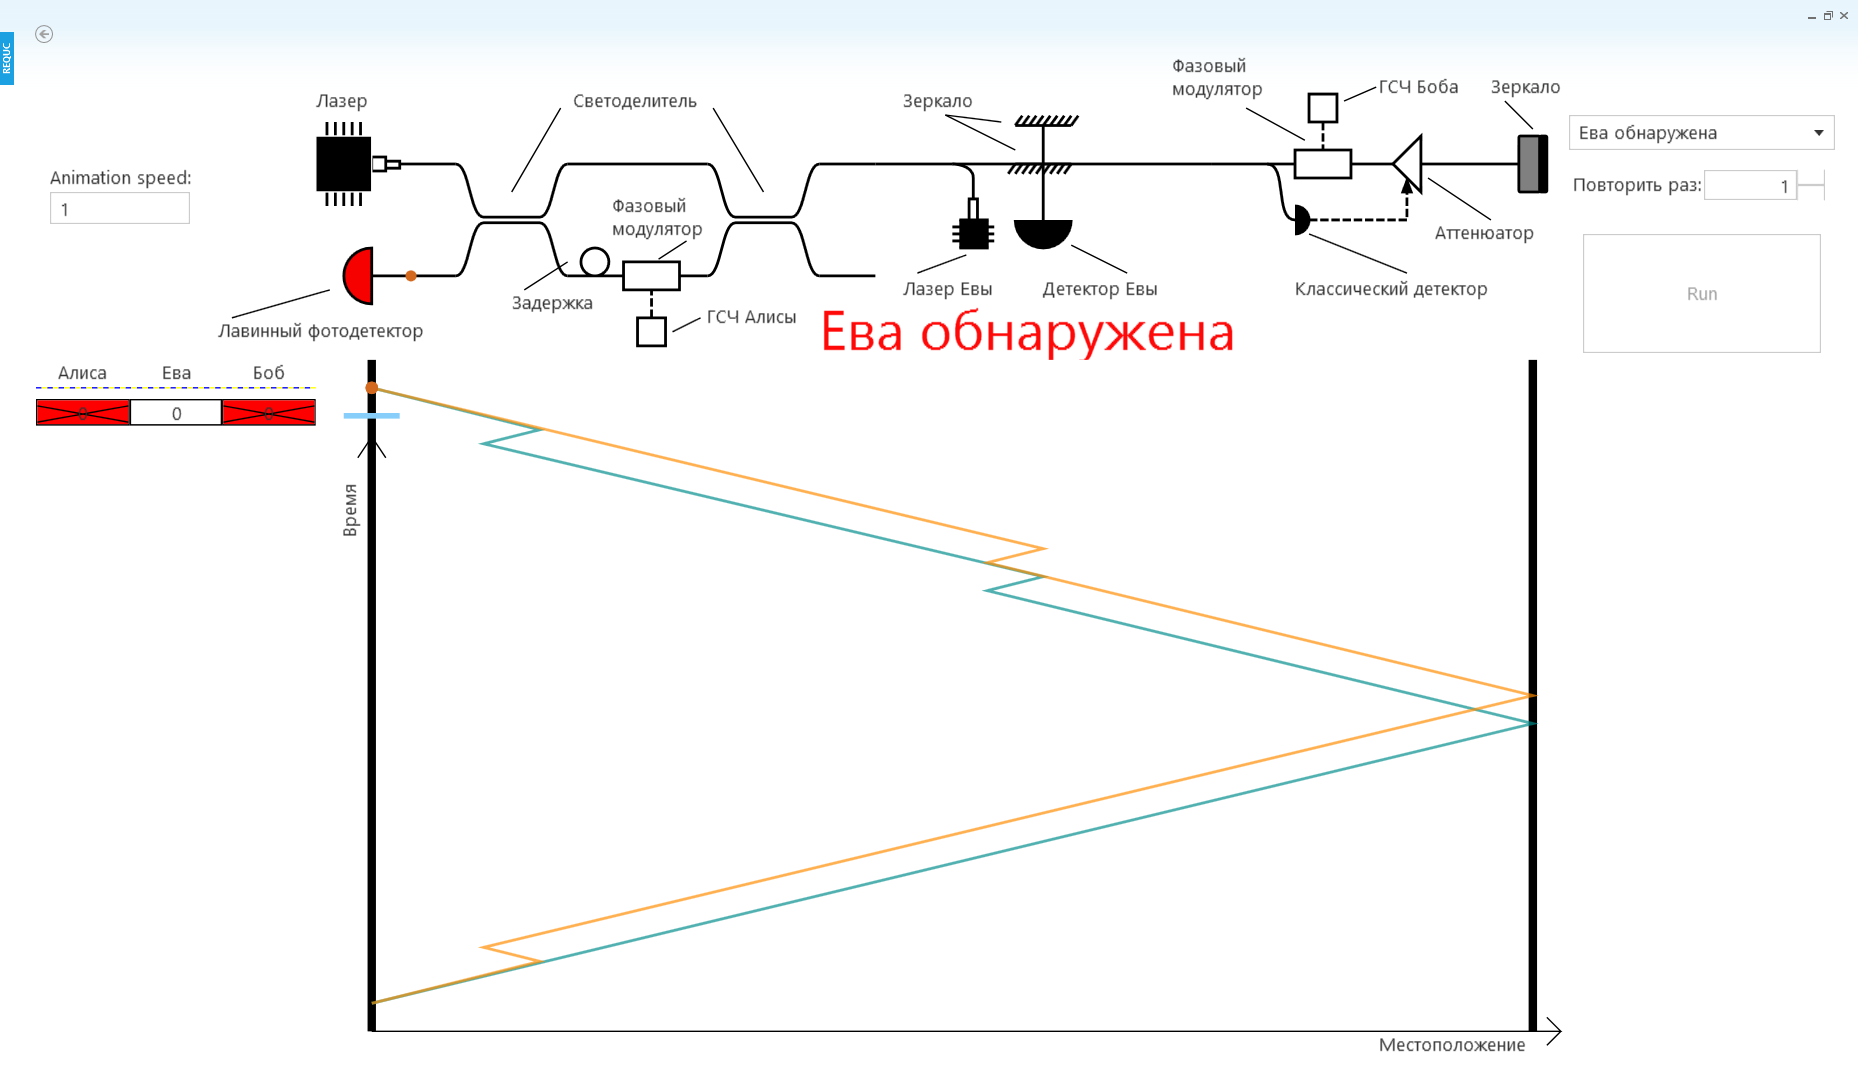 REQUC
Лазер
Светоделитель
Зеркало
Фазовый
модулятор
ГСЧ Боба
Зеркало
Ева обнаружена
Animation speed:
1
Повторить раз:
1
Фазовый
модулятор
Аттенюатор
Задержка
Лазер Евы
Детектор Евы
Классический детектор
Run
Лавинный фотодетектор
ГСЧ Алисы
Ева обнаружена
Алиса
Ева
Боб
0
0
0
Время
Местоположение